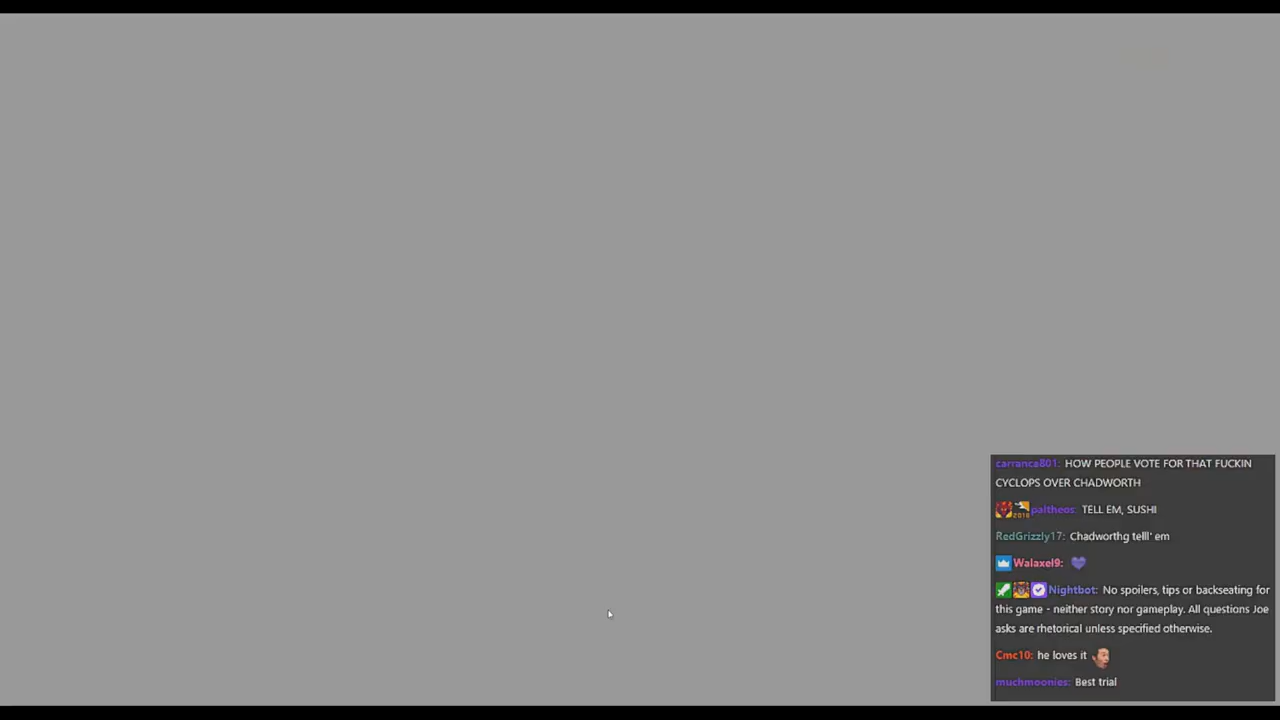 carranca801: HOW PEOPLE VOTE FOR THAT FUCKIN
CYCLOPS OVER CHADWORTH
2018 paitheos: TELL EM, SUSHI
RedGrizzly17: Chadworthg telll' em
Walaxel9:
Nightbot: No spoilers, tips or backseating for
this game - neither story nor gameplay. All questions Joe
asks are rhetorical unless specified otherwise.
Cmc10: he loves it
muchmoonies: Best trial